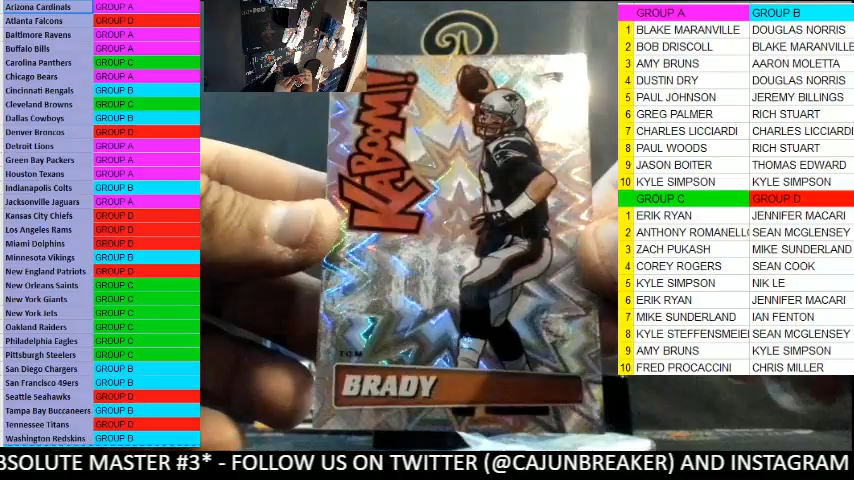 Arizona Cardinals GROUP A
Atlanta Falcons GROUP D
Baltimore Ravens GROUP A
Buffalo Bills GROUP A
Carolina Panthers GROUP C
Chicago Bears GROUP A
Cincinnati Bengals GROUP B
Cleveland Browns GROUP C
Dallas Cowboys GROUP B
Denver Broncos GROUP D
Detroit Lions GROUP A
Green Bay Packers GROUP A
Houston Texans GROUP A
Indianapolis Colts GROUP B
Jacksonville Jaguars GROUP A
Kansas City Chiefs GROUP D
Los Angeles Rams GROUP D
Miami Dolphins GROUP D
Minnesota Vikings GROUP B
New England Patriots GROUP D
New Orleans Saints GROUP C
New York Giants GROUP C
New York Jets GROUP C
Oakland Raiders GROUP C
Philadelphia Eagles GROUP C
Pittsburgh Steelers GROUP C
San Diego Chargers GROUP B
San Francisco 49ers GROUP B
Seattle Seahawks GROUP D
Tampa Bay Buccaneers GROUP B
Tennessee Titans GROUP D
Washington Redskins GROUP B
KABOOM!
TOM
BRADY
GROUP A GROUP B
1 BLAKE MARANVILLE DOUGLAS NORRIS
2 BOB DRISCOLL BLAKE MARANVILLE
3 AMY BRUNS AARON MOLETTA
4 DUSTIN DRY DOUGLAS NORRIS
5 PAUL JOHNSON JEREMY BILLINGS
6 GREG PALMER RICH STUART
7 CHARLES LICCIARDI CHARLES LICCIARDI
8 PAUL WOODS RICH STUART
9 JASON BOITER THOMAS EDWARD
10 KYLE SIMPSON KYLE SIMPSON
GROUP C GROUP D
1 ERIK RYAN JENNIFER MACARI
2 ANTHONY ROMANELL SEAN MCGLENSEY
3 ZACH PUKASH MIKE SUNDERLAND
4 COREY ROGERS SEAN COOK
5 KYLE SIMPSON NIK LE
6 ERIK RYAN JENNIFER MACARI
7 MIKE SUNDERLAND IAN FENTON
8 KYLE STEFFENSMEIE SEAN MCGLENSEY
9 AMY BRUNS KYLE SIMPSON
10 FRED PROCACCINI CHRIS MILLER
BSOLUTE MASTER #3* - FOLLOW US ON TWITTER (@CAJUNBREAKER) AND INSTAGRAM